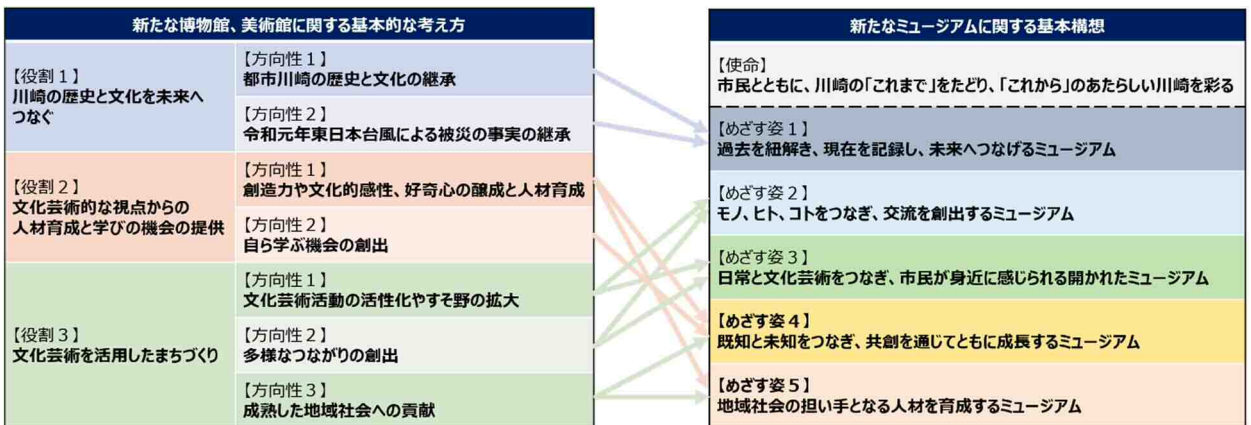 新たな博物館、美術館に関する基本的な考え方
【役割１】
川崎の歴史と文化を未来へ
つなぐ
【方向性１】
都市川崎の歴史と文化の継承
【方向性２】
令和元年東日本台風による被災の事実の継承
【役割２】
文化芸術的な視点からの
人材育成と学びの機会の提供
【方向性１】
創造力や文化的感性、好奇心の醸成と人材育成
【方向性２】
自ら学ぶ機会の創出
【役割３】
文化芸術を活用したまちづくり
【方向性１】
文化芸術活動の活性化やすそ野の拡大
【方向性２】
多様なつながりの創出
【方向性３】
成熟した地域社会への貢献
新たなミュージアムに関する基本構想
【使命】
市民とともに、川崎の「これまで」をたどり、「これから」のあたらしい川崎を彩る
【めざす姿１】
過去を紐解き、現在を記録し、未来へつなげるミュージアム
【めざす姿２】
モノ、ヒト、コトをつなぎ、交流を創出するミュージアム
【めざす姿３】
日常と文化芸術をつなぎ、市民が身近に感じられる開かれたミュージアム
【めざす姿４】
既知と未知をつなぎ、共創を通じてともに成長するミュージアム
【めざす姿５】
地域社会の担い手となる人材を育成するミュージアム